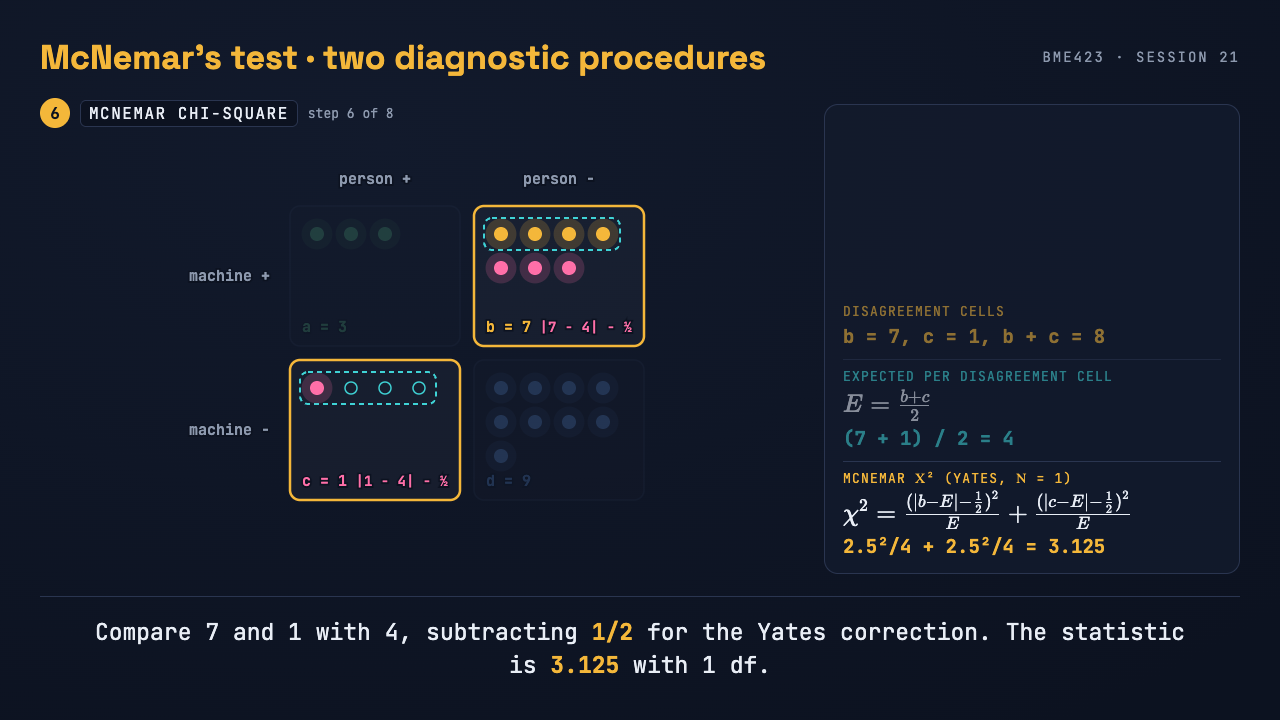 McNemar's test · two diagnostic procedures
BME423 · SESSION 21
6 MCNEMAR CHI-SQUARE step 6 of 8
person + person -
machine +
a = 3
b = 7 |7 - 4| - ½
machine -
c = 1 |1 - 4| - ½
d = 9
DISAGREEMENT CELLS
b = 7, c = 1, b + c = 8
EXPECTED PER DISAGREEMENT CELL
E = b+c/2
(7 + 1) / 2 = 4
MCNEMAR Χ² (YATES, Ν = 1)
χ² = (|b−E|−½)²/E + (|c−E|−½)²/E
2.5²/4 + 2.5²/4 = 3.125
Compare 7 and 1 with 4, subtracting 1/2 for the Yates correction. The statistic
is 3.125 with 1 df.